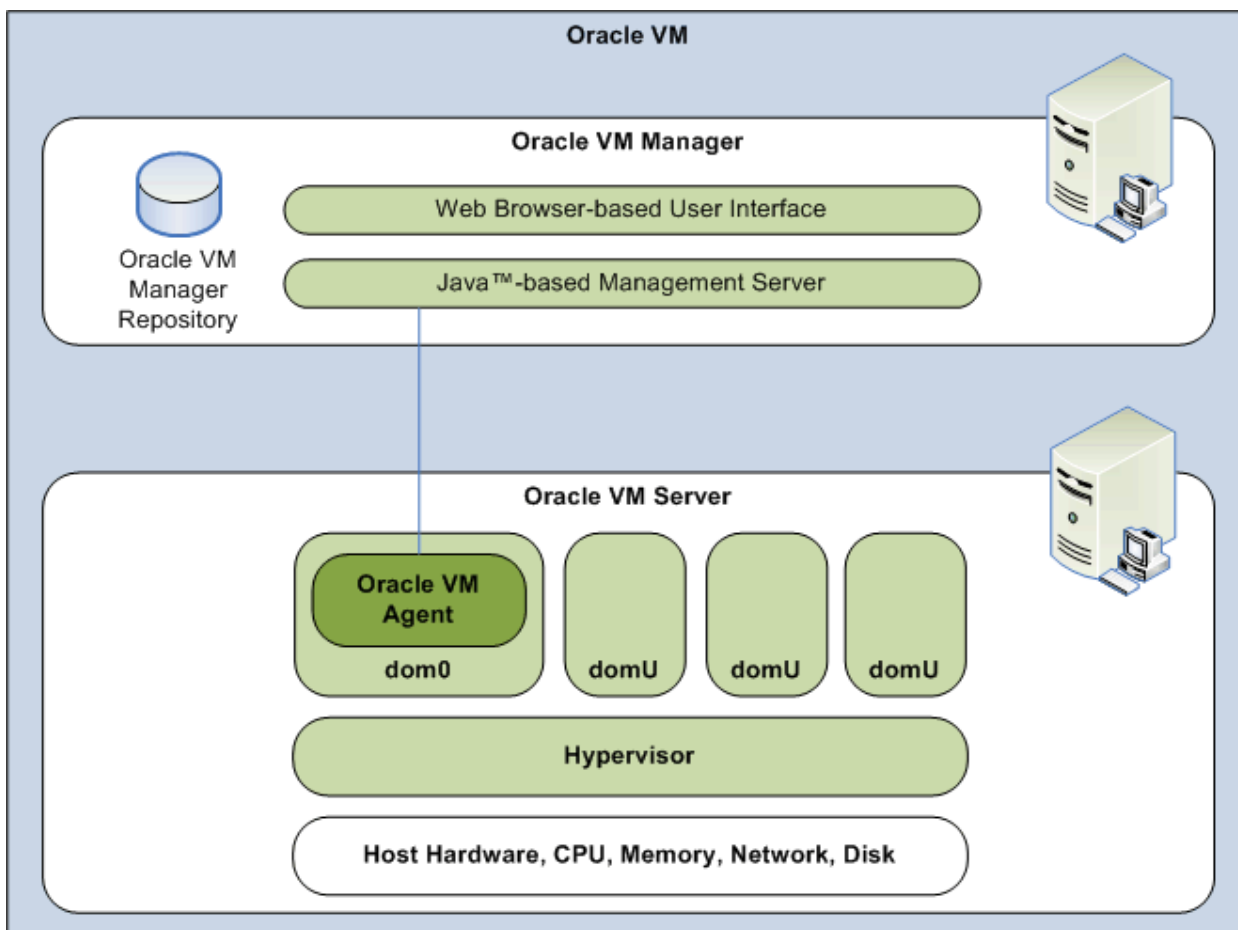 Oracle VM
Oracle VM Manager
Web Browser-based User Interface
Java™-based Management Server
Oracle VM
Manager
Repository
Oracle VM Server
Oracle VM
Agent
dom0
domU
domU
domU
Hypervisor
Host Hardware, CPU, Memory, Network, Disk